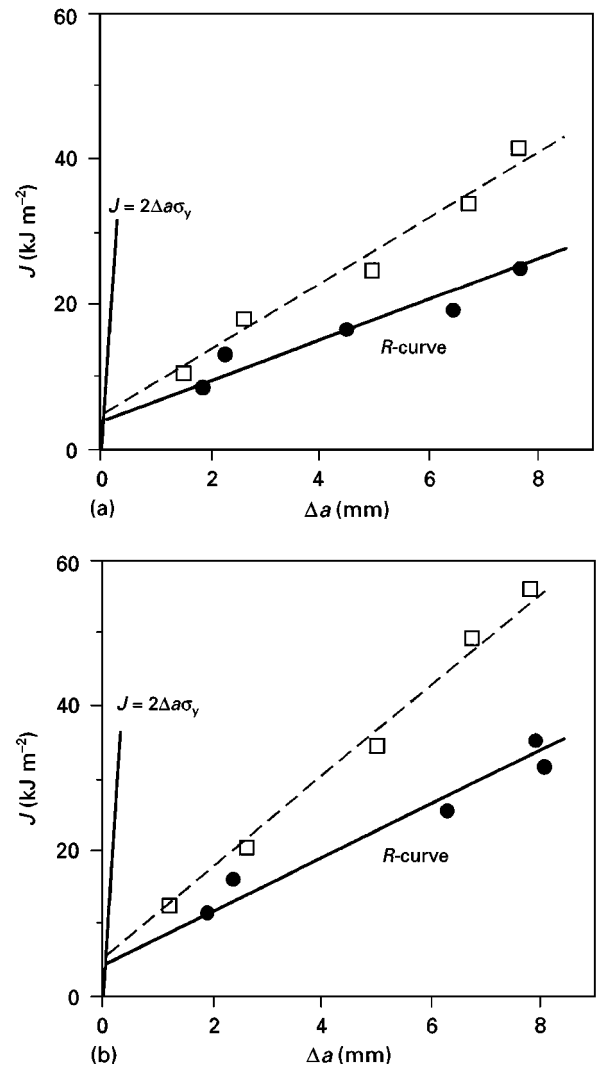 60
40
20
0
J (kJ m⁻²)
J = 2Δaσy
R-curve
0 2 4 6 8
(a)
Δa (mm)
60
40
20
0
J (kJ m⁻²)
J = 2Δaσy
R-curve
0 2 4 6 8
(b)
Δa (mm)